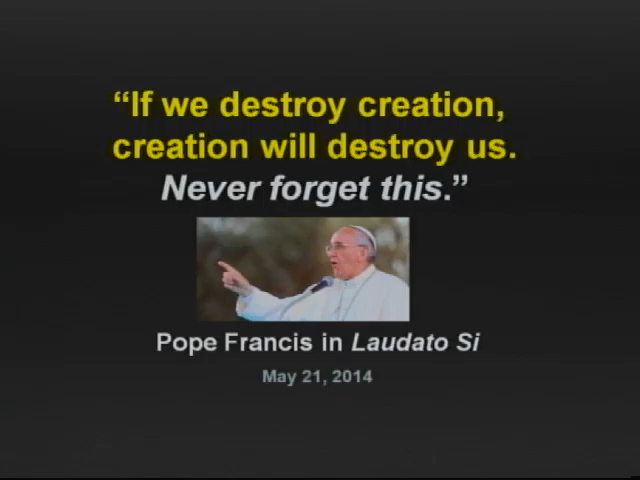 “If we destroy creation,
creation will destroy us.
Never forget this.”
Pope Francis in Laudato Si
May 21, 2014